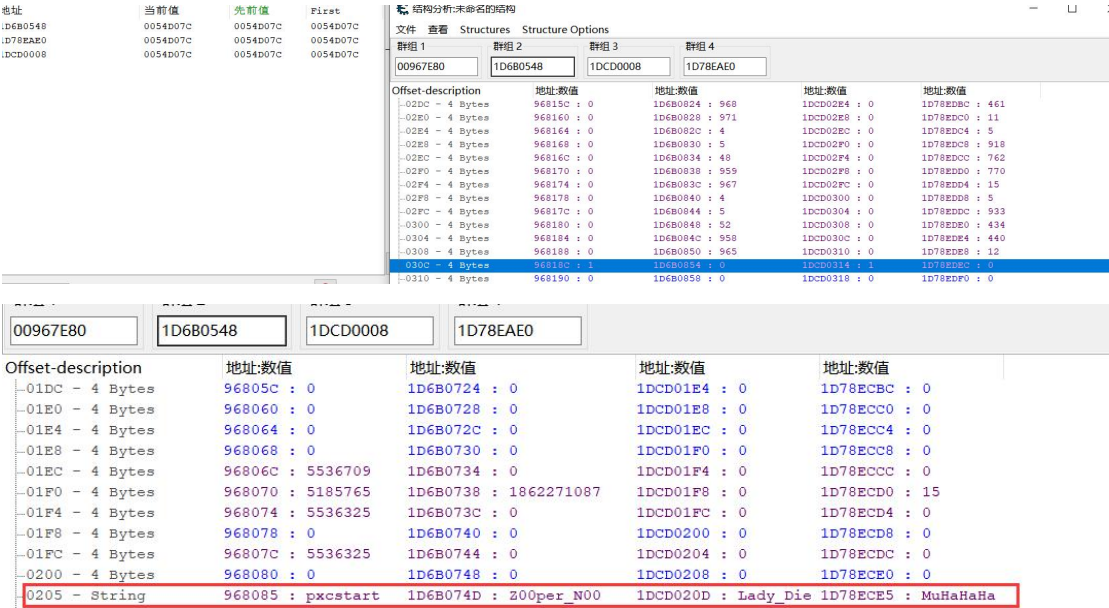 地址 当前值 先前值 First
1D6B0548 0054D07C 0054D07C 0054D07C
1D78EAE0 0054D07C 0054D07C 0054D07C
1DCD0008 0054D07C 0054D07C 0054D07C
结构分析:未命名的结构
文件 查看 Structures Structure Options
群组 1 群组 2 群组 3 群组 4
00967E80 1D6B0548 1DCD0008 1D78EAE0
Offset-description 地址:数值 地址:数值 地址:数值 地址:数值
02DC - 4 Bytes 96815C : 0 1D6B0824 : 968 1DCD02E4 : 0 1D78EDBC : 461
02E0 - 4 Bytes 968160 : 0 1D6B0828 : 971 1DCD02E8 : 0 1D78EDC0 : 11
02E4 - 4 Bytes 968164 : 0 1D6B082C : 4 1DCD02EC : 0 1D78EDC4 : 5
02E8 - 4 Bytes 968168 : 0 1D6B0830 : 5 1DCD02F0 : 0 1D78EDC8 : 918
02EC - 4 Bytes 96816C : 0 1D6B0834 : 48 1DCD02F4 : 0 1D78EDCC : 762
02F0 - 4 Bytes 968170 : 0 1D6B0838 : 959 1DCD02F8 : 0 1D78EDD0 : 770
02F4 - 4 Bytes 968174 : 0 1D6B083C : 967 1DCD02FC : 0 1D78EDD4 : 15
02F8 - 4 Bytes 968178 : 0 1D6B0840 : 4 1DCD0300 : 0 1D78EDD8 : 5
02FC - 4 Bytes 96817C : 0 1D6B0844 : 5 1DCD0304 : 0 1D78EDDC : 933
0300 - 4 Bytes 968180 : 0 1D6B0848 : 52 1DCD0308 : 0 1D78EDE0 : 434
0304 - 4 Bytes 968184 : 0 1D6B084C : 958 1DCD030C : 0 1D78EDE4 : 440
0308 - 4 Bytes 968188 : 0 1D6B0850 : 965 1DCD0310 : 0 1D78EDE8 : 12
030C - 4 Bytes 96818C : 1 1D6B0854 : 0 1DCD0314 : 1 1D78EDEC : 0
0310 - 4 Bytes 968190 : 0 1D6B0858 : 0 1DCD0318 : 0 1D78EDF0 : 0
00967E80 1D6B0548 1DCD0008 1D78EAE0
Offset-description 地址:数值 地址:数值 地址:数值 地址:数值
01DC - 4 Bytes 96805C : 0 1D6B0724 : 0 1DCD01E4 : 0 1D78ECBC : 0
01E0 - 4 Bytes 968060 : 0 1D6B0728 : 0 1DCD01E8 : 0 1D78ECC0 : 0
01E4 - 4 Bytes 968064 : 0 1D6B072C : 0 1DCD01EC : 0 1D78ECC4 : 0
01E8 - 4 Bytes 968068 : 0 1D6B0730 : 0 1DCD01F0 : 0 1D78ECC8 : 0
01EC - 4 Bytes 96806C : 5536709 1D6B0734 : 0 1DCD01F4 : 0 1D78ECCC : 0
01F0 - 4 Bytes 968070 : 5185765 1D6B0738 : 1862271087 1DCD01F8 : 0 1D78ECD0 : 15
01F4 - 4 Bytes 968074 : 5536325 1D6B073C : 0 1DCD01FC : 0 1D78ECD4 : 0
01F8 - 4 Bytes 968078 : 0 1D6B0740 : 0 1DCD0200 : 0 1D78ECD8 : 0
01FC - 4 Bytes 96807C : 5536325 1D6B0744 : 0 1DCD0204 : 0 1D78ECDC : 0
0200 - 4 Bytes 968080 : 0 1D6B0748 : 0 1DCD0208 : 0 1D78ECE0 : 0
0205 - String 968085 : pxcstart 1D6B074D : Z00per_N00 1DCD020D : Lady_Die 1D78ECE5 : MuHaHaHa